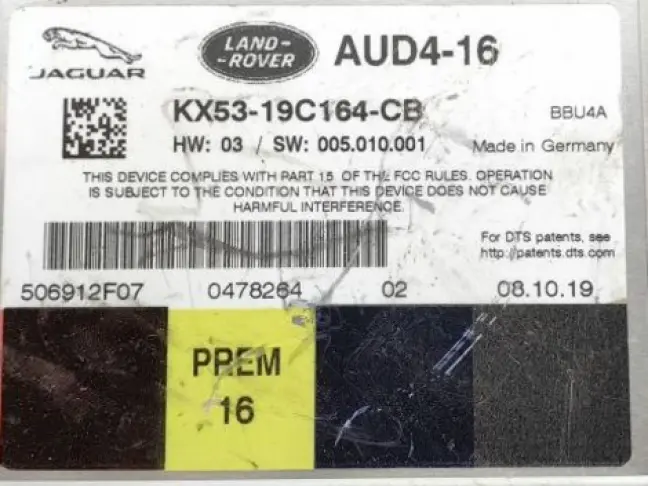 JAGUAR
LAND-
-ROVER
AUD4-16
KX53-19C164-CB
BBU4A
HW: 03 / SW: 005.010.001
Made in Germany
THIS DEVICE COMPLIES WITH PART 15 OF THE FCC RULES. OPERATION
IS SUBJECT TO THE CONDITION THAT THIS DEVICE DOES NOT CAUSE
HARMFUL INTERFERENCE.
For DTS patents, see
http://patents.dts.com
506912F07 0478264 02 08.10.19
PREM
16